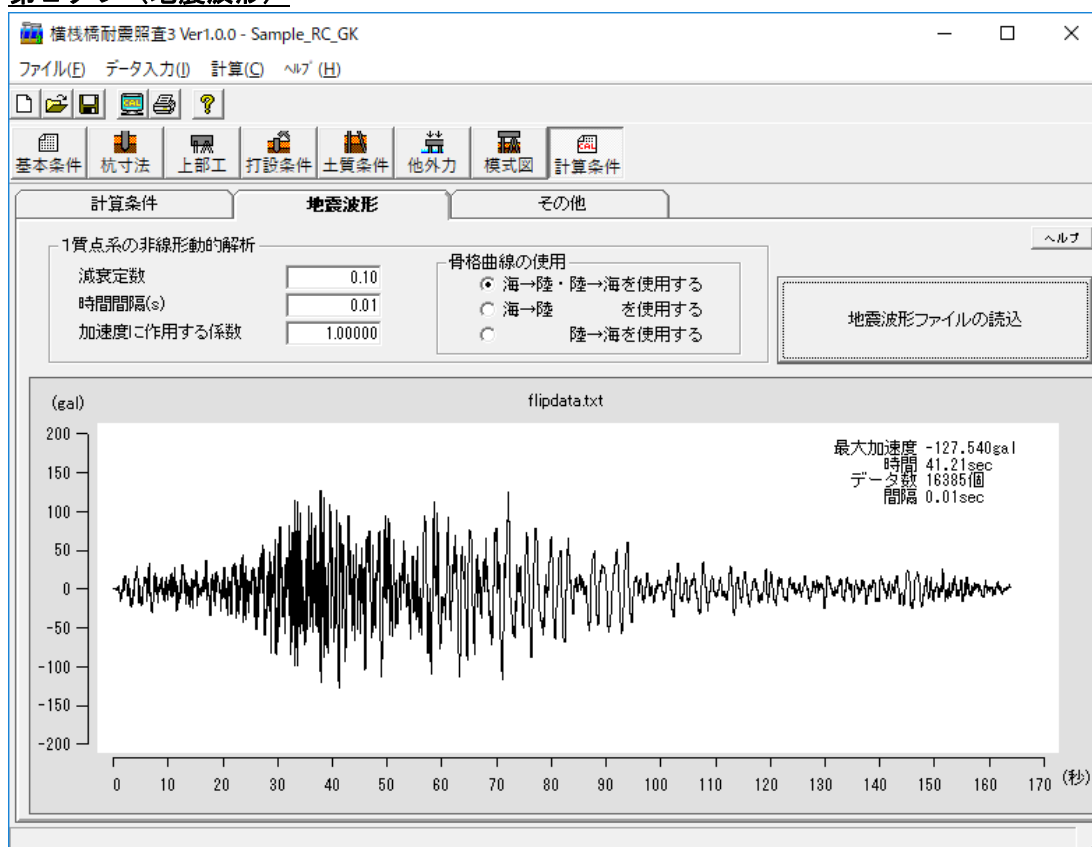 横桟橋耐震照査3 Ver1.0.0 - Sample_RC_GK
ファイル(F) データ入力(I) 計算(C) ヘルプ(H)
基本条件 杭寸法 上部工 打設条件 土質条件 他外力 模式図 計算条件
計算条件 地震波形 その他
ヘルプ
1質点系の非線形動的解析
減衰定数 0.10
時間間隔(s) 0.01
加速度に作用する係数 1.00000
骨格曲線の使用
海→陸・陸→海を使用する
海→陸 を使用する
陸→海を使用する
地震波形ファイルの読込
(gal) flipdata.txt
最大加速度 -127.540gal
時間 41.21sec
データ数 16385個
間隔 0.01sec
200
150
100
50
0
-50
-100
-150
-200
0 10 20 30 40 50 60 70 80 90 100 110 120 130 140 150 160 170 (秒)